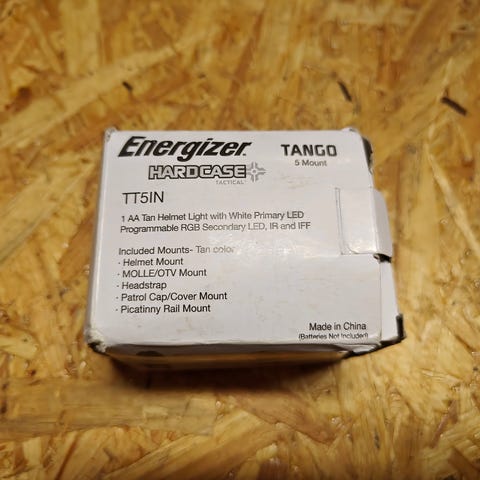 Energizer
TANGO
5 Mount
HARDCASE
TACTICAL
TT5IN
1 AA Tan Helmet Light with White Primary LED
Programmable RGB Secondary LED, IR and IFF
Included Mounts- Tan color
· Helmet Mount
· MOLLE/OTV Mount
· Headstrap
· Patrol Cap/Cover Mount
· Picatinny Rail Mount
Made in China
(Batteries Not Included)